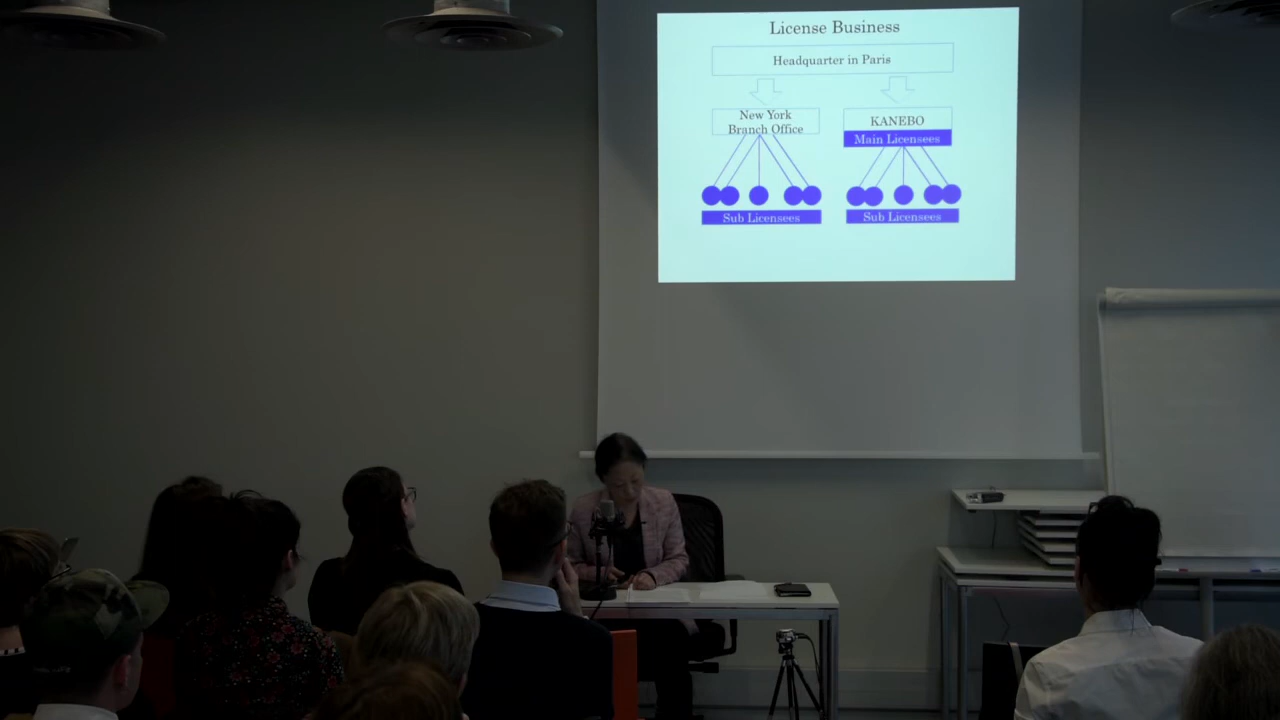 License Business
Headquarter in Paris
New York
Branch Office
KANEBO
Main Licensees
Sub Licensees
Sub Licensees